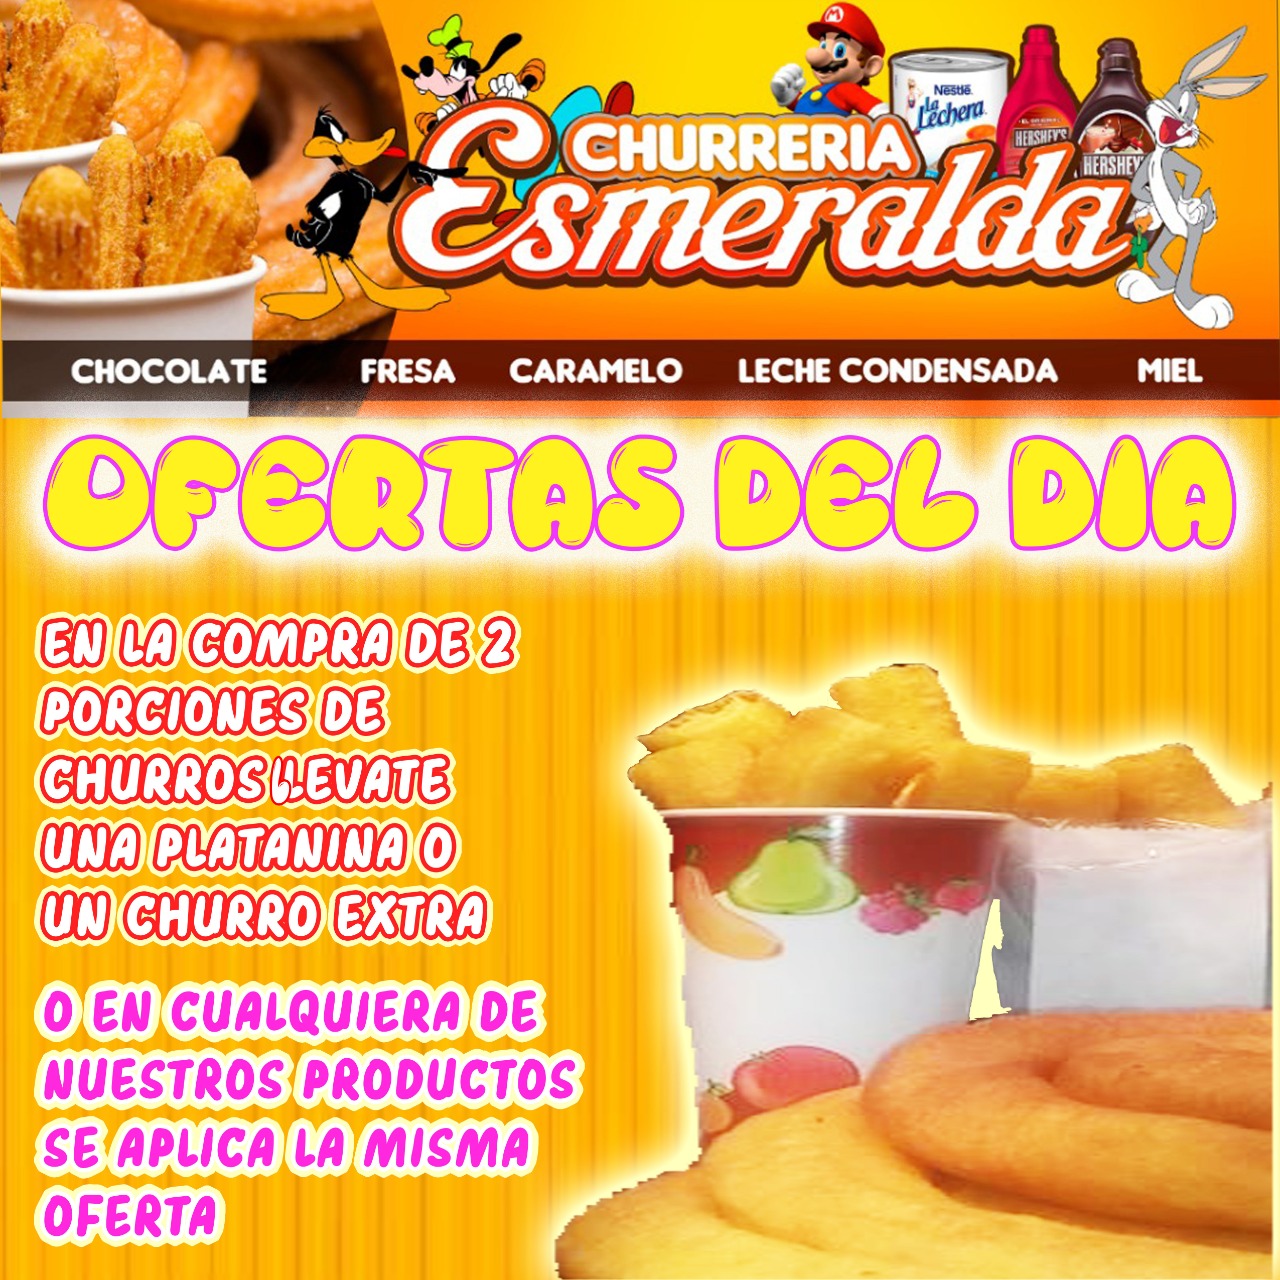 CHURRERIA
Esmeralda
Nestlé.
La Lechera
EL ORIGINAL
HERSHEY'S
HERSHEY'
CHOCOLATE FRESA CARAMELO LECHE CONDENSADA MIEL
OFERTAS DEL DIA
EN LA COMPRA DE 2
PORCIONES DE
CHURROS LLEVATE
UNA PLATANINA O
UN CHURRO EXTRA
O EN CUALQUIERA DE
NUESTROS PRODUCTOS
SE APLICA LA MISMA
OFERTA